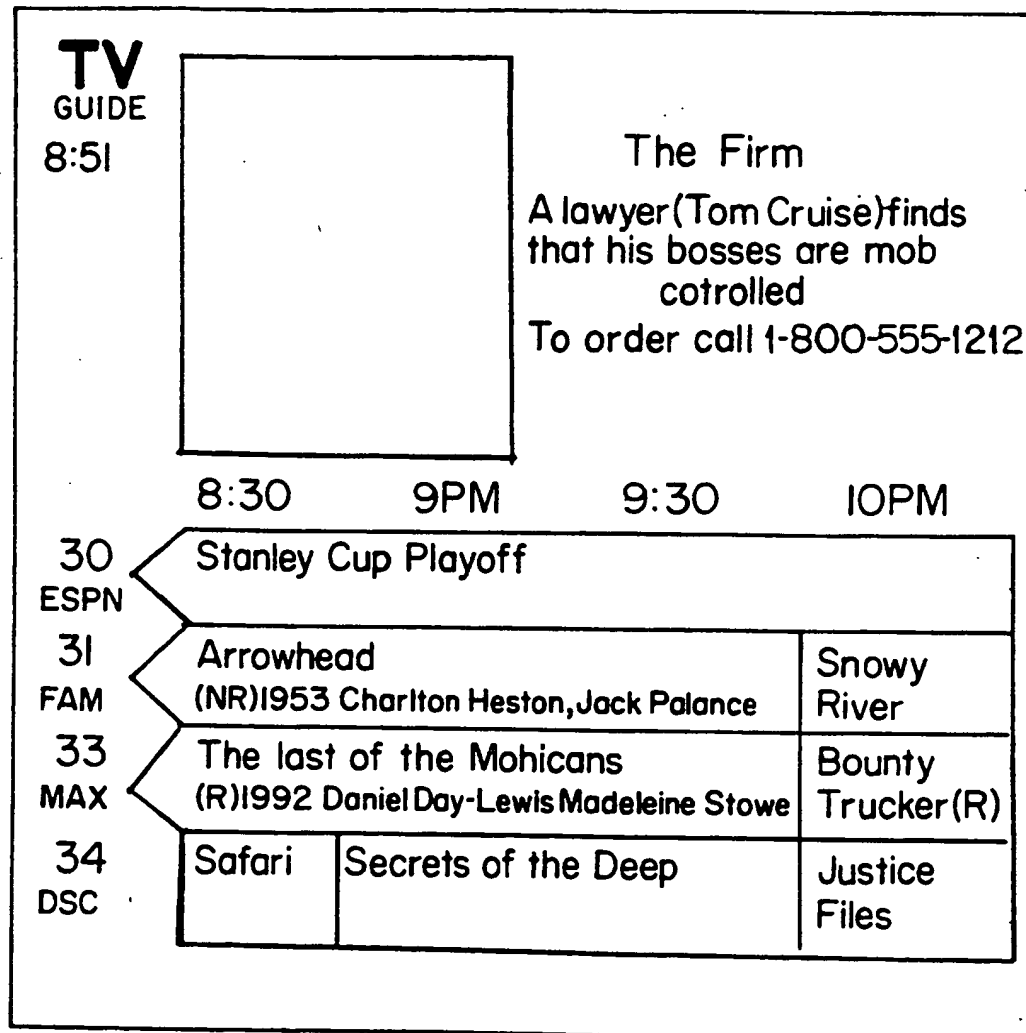 TV
GUIDE
8:51
The Firm
A lawyer(Tom Cruise)finds
that his bosses are mob
cotrolled
To order call 1-800-555-1212
8:30 9PM 9:30 10PM
30 Stanley Cup Playoff
ESPN
31 Arrowhead Snowy
FAM (NR)1953 Charlton Heston,Jack Palance River
33 The last of the Mohicans Bounty
MAX (R)1992 Daniel Day-Lewis Madeleine Stowe Trucker(R)
34 Safari Secrets of the Deep Justice
DSC Files